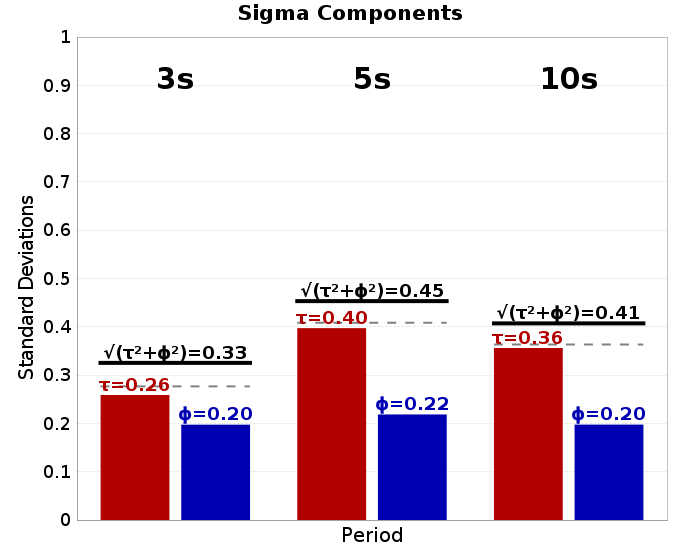 Sigma Components
1
0.9
0.8
0.7
0.6
0.5
0.4
0.3
0.2
0.1
0
Standard Deviations
3s
5s
10s
√(τ²+ϕ²)=0.33
τ=0.26
ϕ=0.20
√(τ²+ϕ²)=0.45
τ=0.40
ϕ=0.22
√(τ²+ϕ²)=0.41
τ=0.36
ϕ=0.20
Period